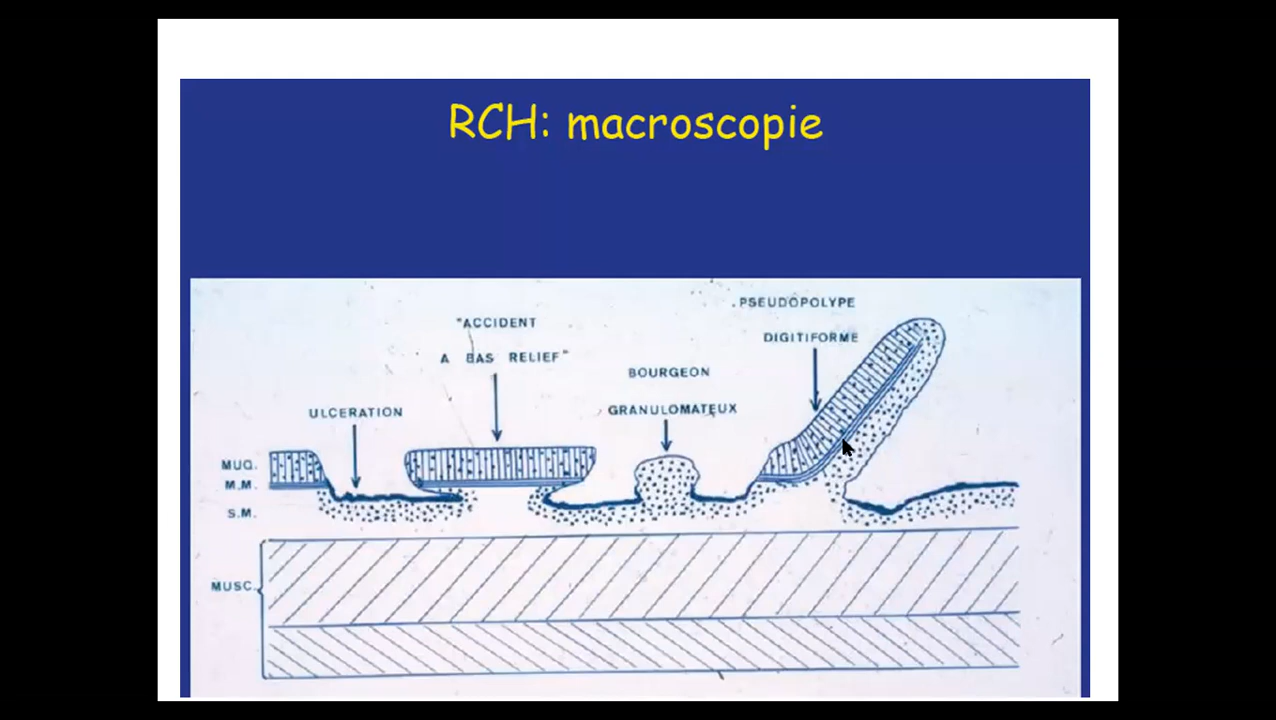 RCH: macroscopie
. PSEUDOPOLYPE
DIGITIFORME
"ACCIDENT
A BAS RELIEF"
BOURGEON
GRANULOMATEUX
ULCERATION
MUQ.
M.M.
S.M.
MUSC.